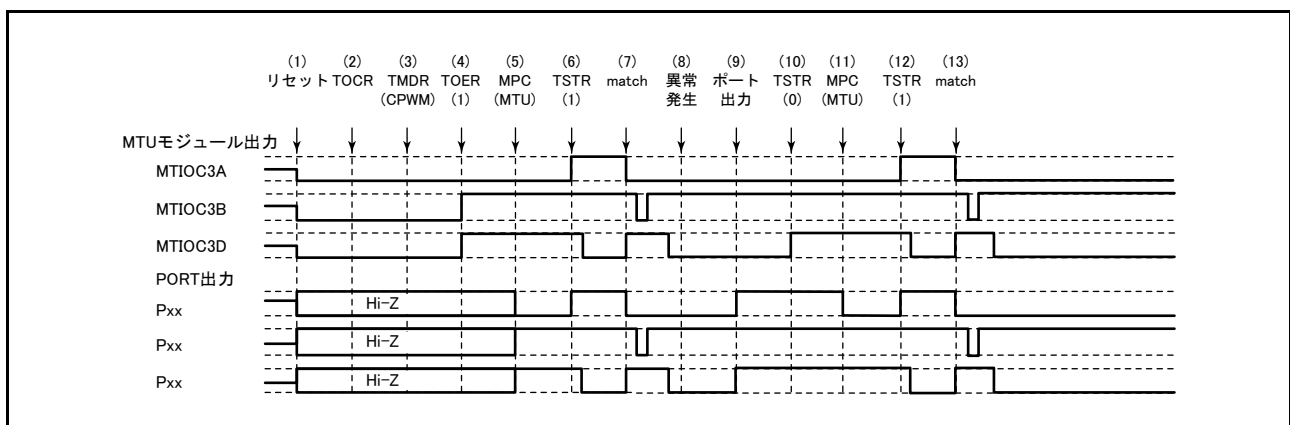 (1) (2) (3) (4) (5) (6) (7) (8) (9) (10) (11) (12) (13)
リセット TOCR TMDR TOER MPC TSTR match 異常 ポート TSTR MPC TSTR match
(CPWM) (1) (MTU) (1) 発生 出力 (0) (MTU) (1)
MTUモジュール出力
MTIOC3A
MTIOC3B
MTIOC3D
PORT出力
Pxx Hi-Z
Pxx Hi-Z
Pxx Hi-Z